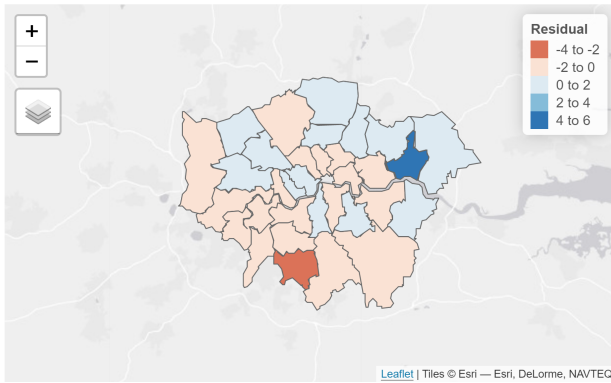 +
−
Residual
-4 to -2
-2 to 0
0 to 2
2 to 4
4 to 6
Leaflet | Tiles © Esri — Esri, DeLorme, NAVTEQ